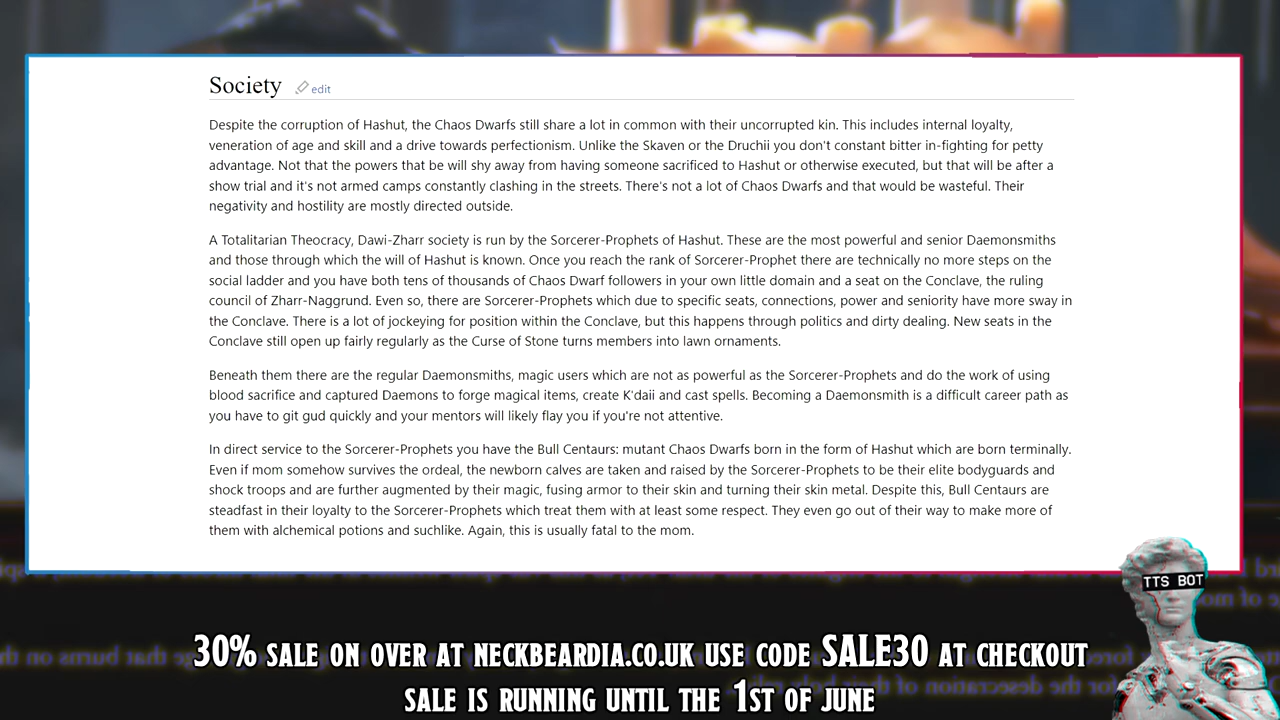 Society edit
Despite the corruption of Hashut, the Chaos Dwarfs still share a lot in common with their uncorrupted kin. This includes internal loyalty,
veneration of age and skill and a drive towards perfectionism. Unlike the Skaven or the Druchii you don't constant bitter in-fighting for petty
advantage. Not that the powers that be will shy away from having someone sacrificed to Hashut or otherwise executed, but that will be after a
show trial and it's not armed camps constantly clashing in the streets. There's not a lot of Chaos Dwarfs and that would be wasteful. Their
negativity and hostility are mostly directed outside.
A Totalitarian Theocracy, Dawi-Zharr society is run by the Sorcerer-Prophets of Hashut. These are the most powerful and senior Daemonsmiths
and those through which the will of Hashut is known. Once you reach the rank of Sorcerer-Prophet there are technically no more steps on the
social ladder and you have both tens of thousands of Chaos Dwarf followers in your own little domain and a seat on the Conclave, the ruling
council of Zharr-Naggrund. Even so, there are Sorcerer-Prophets which due to specific seats, connections, power and seniority have more sway in
the Conclave. There is a lot of jockeying for position within the Conclave, but this happens through politics and dirty dealing. New seats in the
Conclave still open up fairly regularly as the Curse of Stone turns members into lawn ornaments.
Beneath them there are the regular Daemonsmiths, magic users which are not as powerful as the Sorcerer-Prophets and do the work of using
blood sacrifice and captured Daemons to forge magical items, create K'daii and cast spells. Becoming a Daemonsmith is a difficult career path as
you have to git gud quickly and your mentors will likely flay you if you're not attentive.
In direct service to the Sorcerer-Prophets you have the Bull Centaurs: mutant Chaos Dwarfs born in the form of Hashut which are born terminally.
Even if mom somehow survives the ordeal, the newborn calves are taken and raised by the Sorcerer-Prophets to be their elite bodyguards and
shock troops and are further augmented by their magic, fusing armor to their skin and turning their skin metal. Despite this, Bull Centaurs are
steadfast in their loyalty to the Sorcerer-Prophets which treat them with at least some respect. They even go out of their way to make more of
them with alchemical potions and suchlike. Again, this is usually fatal to the mom.
TTS BOT
that burns on th
for the desecration of their
30% SALE ON OVER AT NECKBEARDIA.CO.UK USE CODE SALE30 AT CHECKOUT
SALE IS RUNNING UNTIL THE 1ST OF JUNE